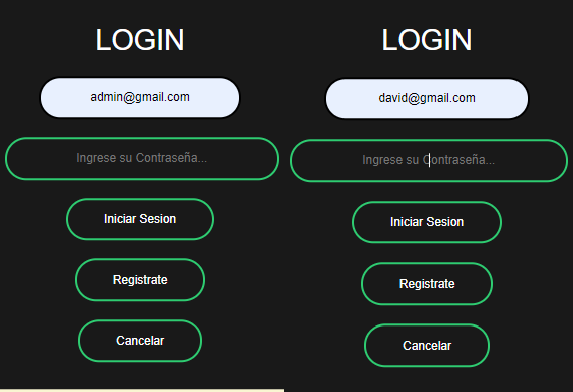 LOGIN
admin@gmail.com
Ingrese su Contraseña...
Iniciar Sesion
Registrate
Cancelar
LOGIN
david@gmail.com
Ingrese su Contraseña...
Iniciar Sesion
Registrate
Cancelar